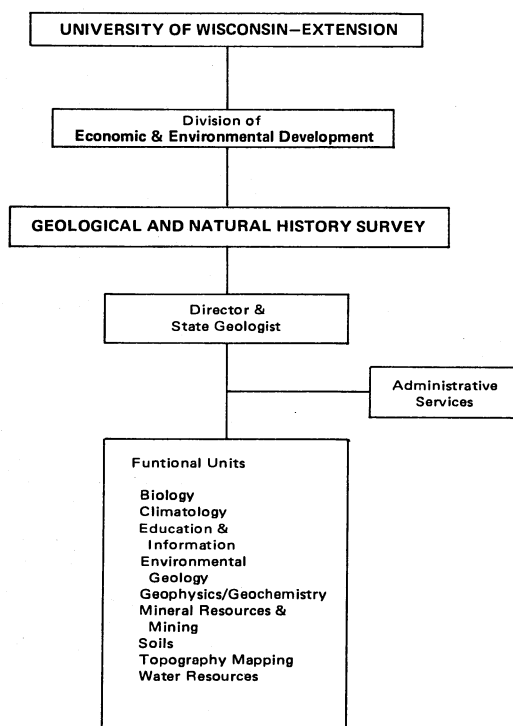 UNIVERSITY OF WISCONSIN–EXTENSION
Division of
Economic & Environmental Development
GEOLOGICAL AND NATURAL HISTORY SURVEY
Director &
State Geologist
Administrative
Services
Funtional Units
Biology
Climatology
Education &
Information
Environmental
Geology
Geophysics/Geochemistry
Mineral Resources &
Mining
Soils
Topography Mapping
Water Resources